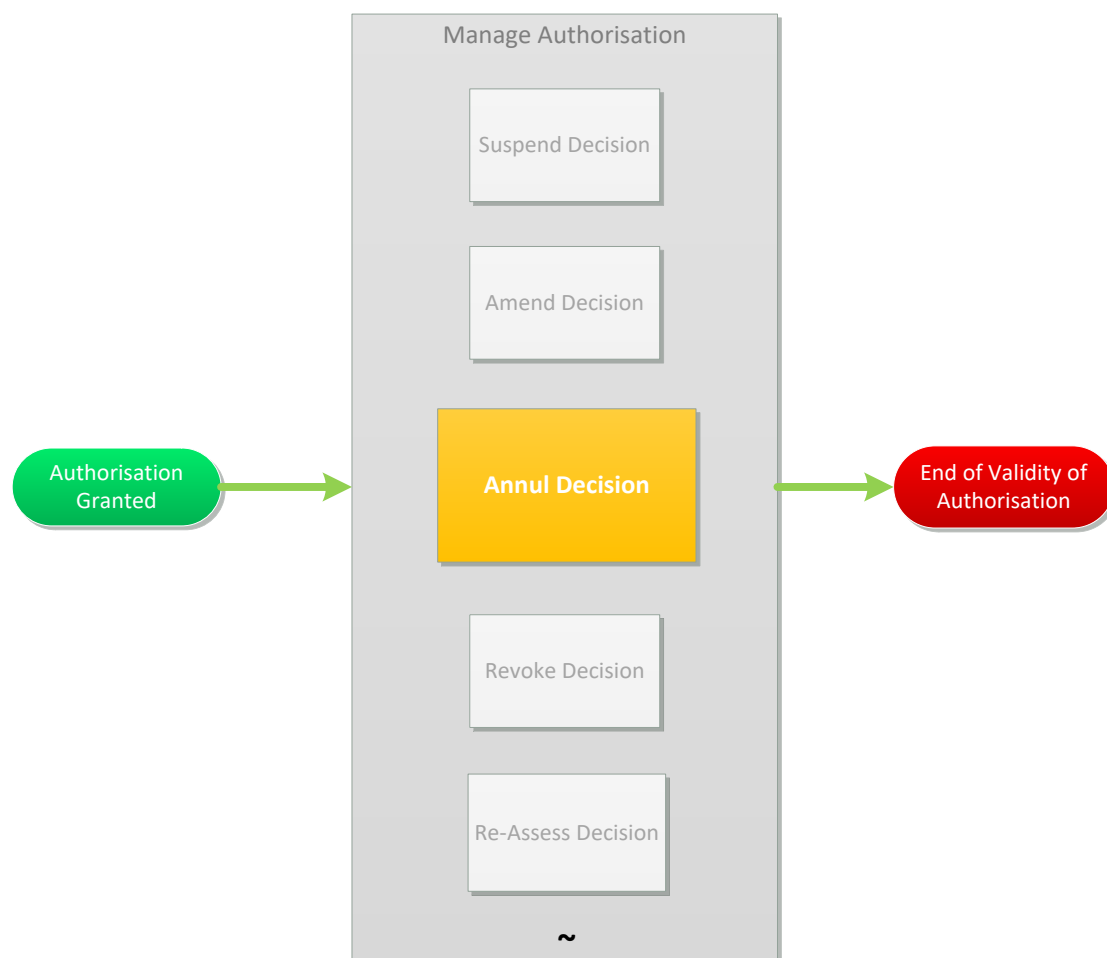 Manage Authorisation
Suspend Decision
Amend Decision
Authorisation
Granted
Annul Decision
End of Validity of
Authorisation
Revoke Decision
Re-Assess Decision
~